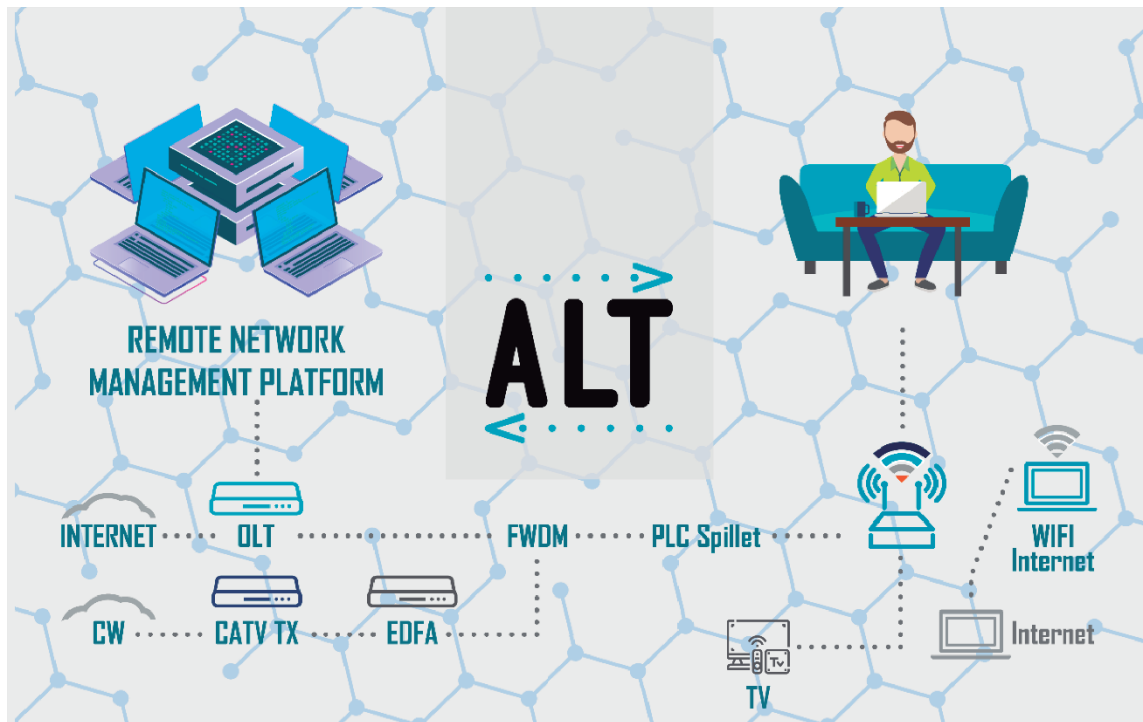 ALT
REMOTE NETWORK
MANAGEMENT PLATFORM
INTERNET
OLT
FWDM
PLC Spillet
WIFI
Internet
CW
CATV TX
EDFA
Internet
Tv
TV